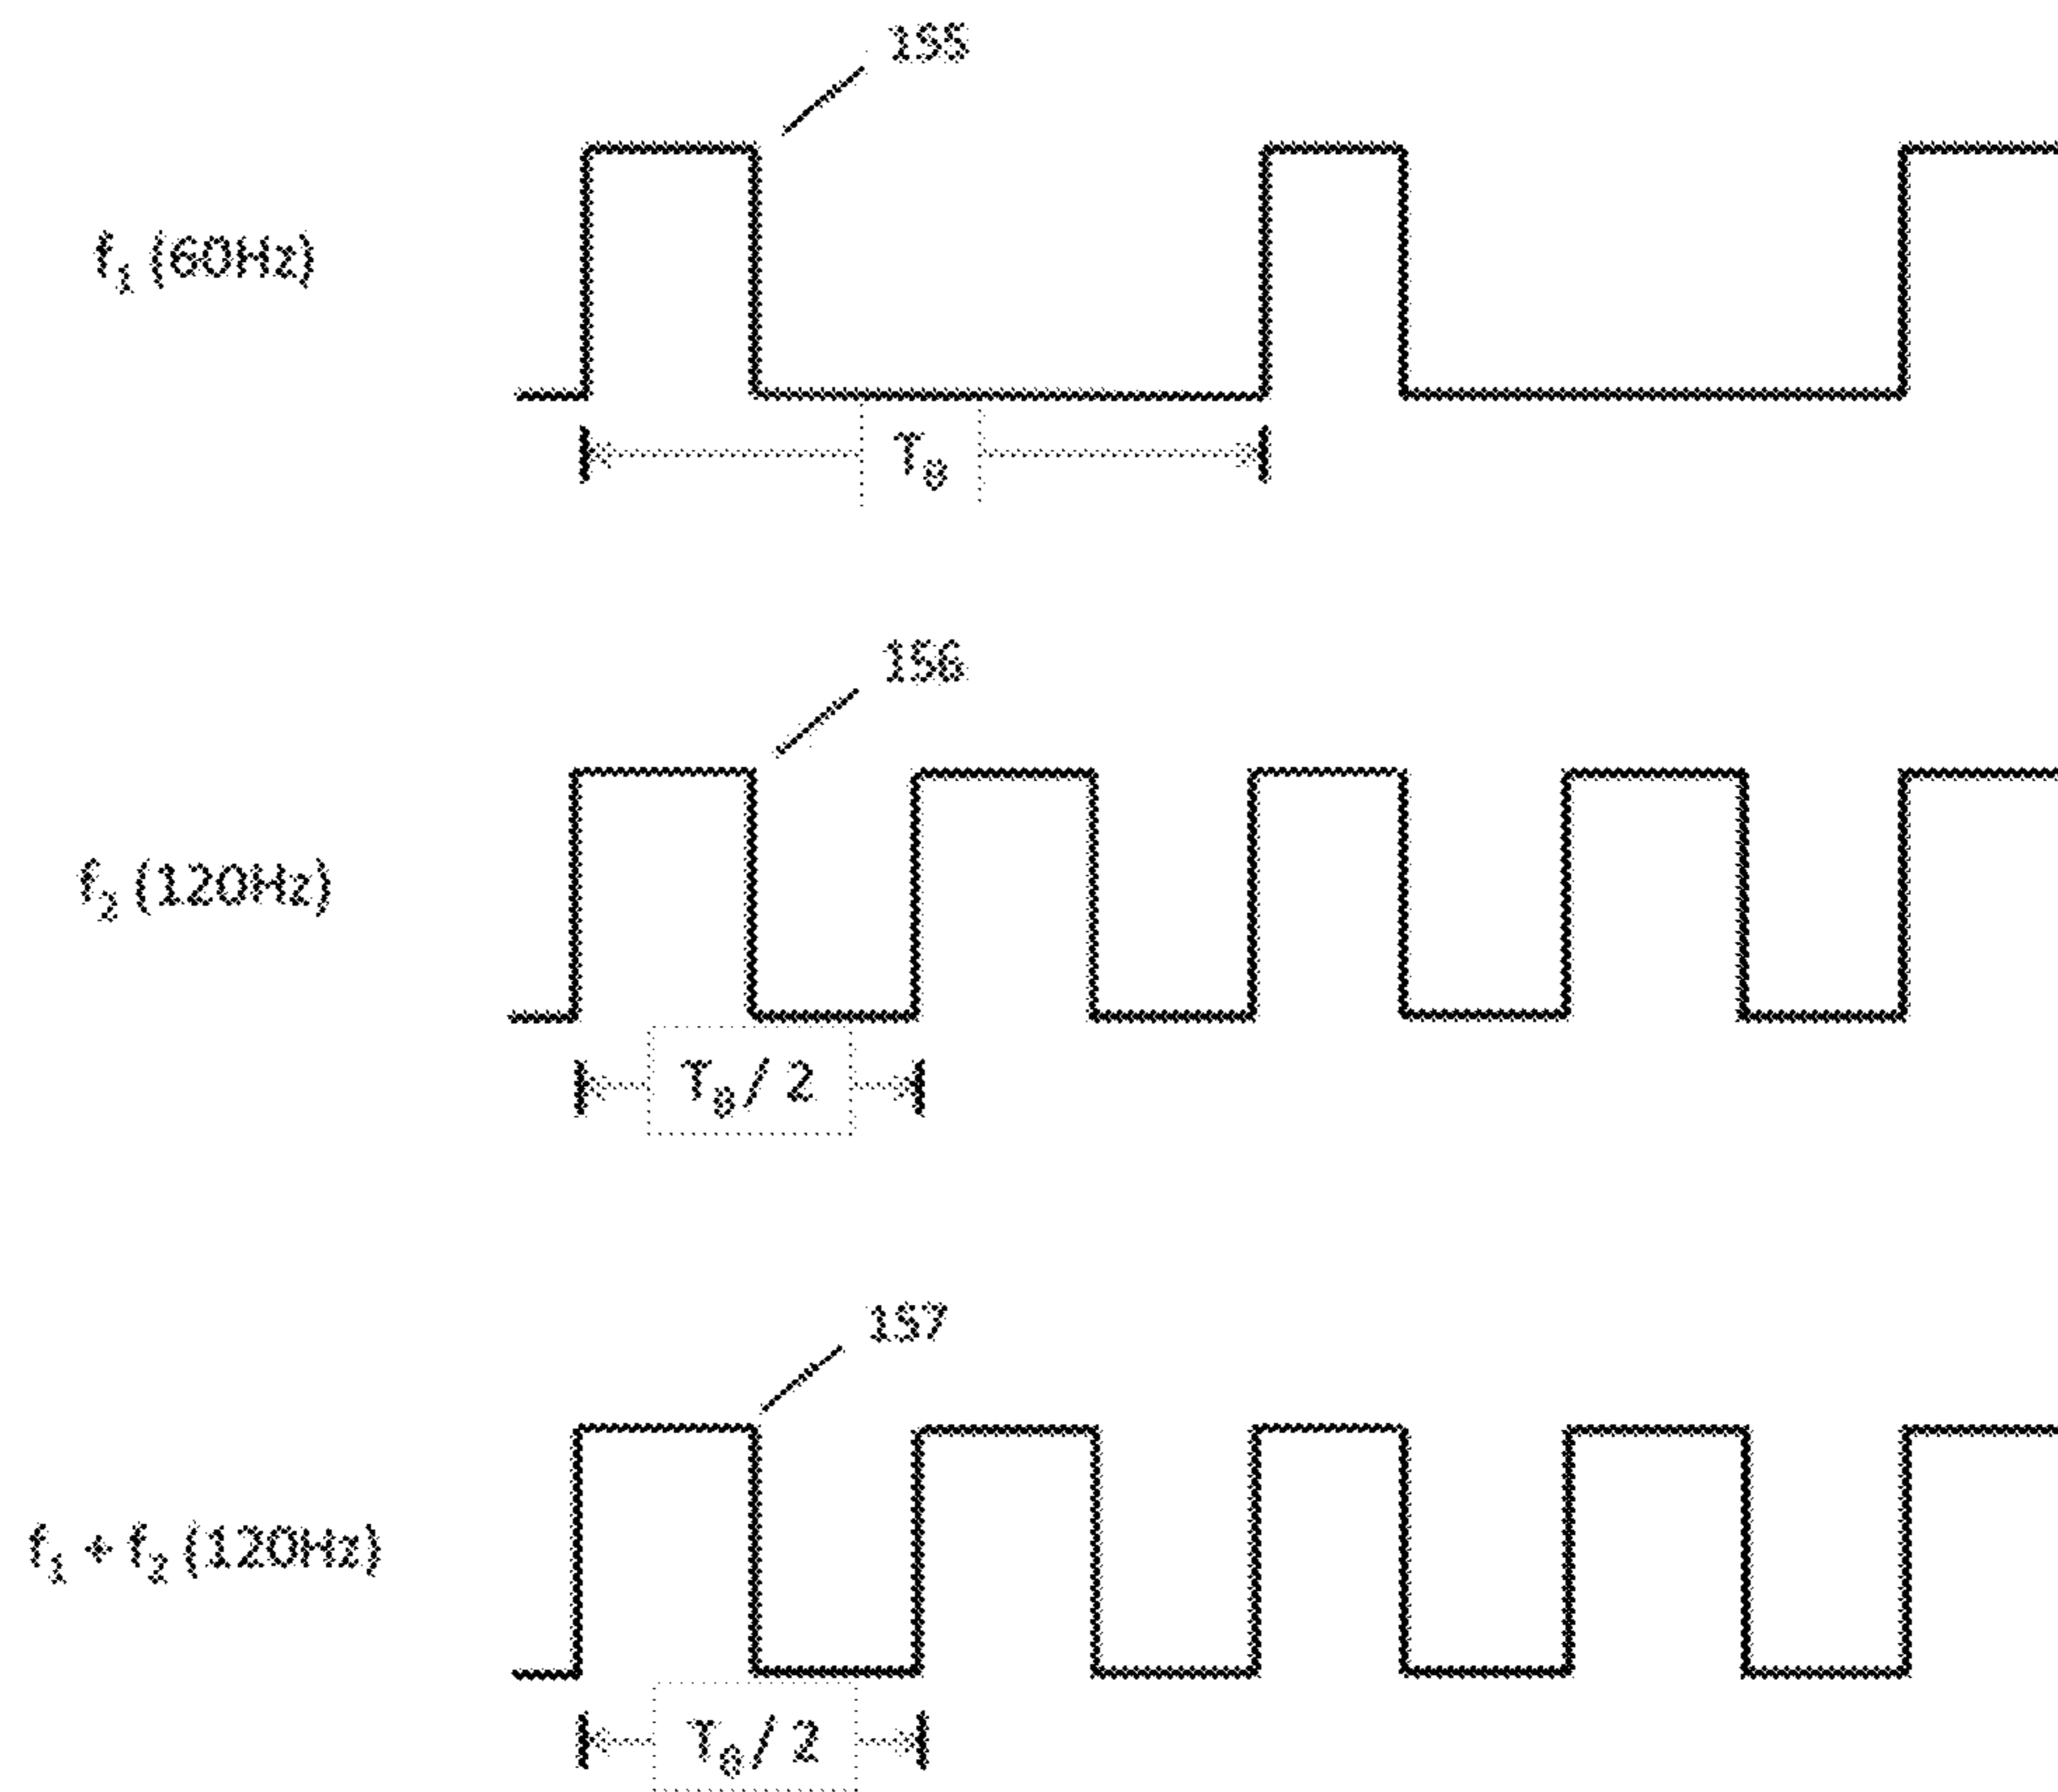 155
f₁ (60Hz)
T₀
156
f₂ (120Hz)
T₀ / 2
157
f₁ + f₂ (120Hz)
T₀ / 2